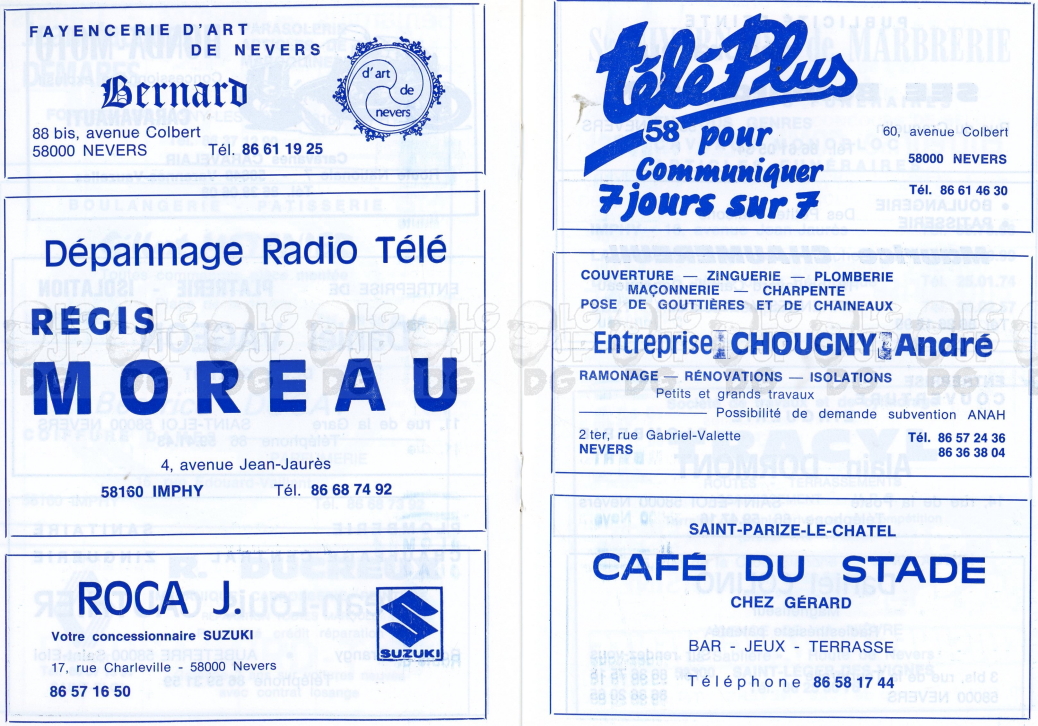 FAYENCERIE D'ART
DE NEVERS
Bernard
d'art
de
nevers
88 bis, avenue Colbert
58000 NEVERS Tél. 86 61 19 25
Dépannage Radio Télé
RÉGIS
MOREAU
4, avenue Jean-Jaurès
58160 IMPHY Tél. 86 68 74 92
ROCA J.
Votre concessionnaire SUZUKI
SUZUKI
17, rue Charleville - 58000 Nevers
86 57 16 50
télé Plus
58 pour
Communiquer
7 jours sur 7
60, avenue Colbert
58000 NEVERS
Tél. 86 61 46 30
COUVERTURE — ZINGUERIE — PLOMBERIE
MAÇONNERIE — CHARPENTE
POSE DE GOUTTIÈRES ET DE CHAINEAUX
Entreprise CHOUGNY André
RAMONAGE — RÉNOVATIONS — ISOLATIONS
Petits et grands travaux
Possibilité de demande subvention ANAH
2 ter, rue Gabriel-Valette
NEVERS
Tél. 86 57 24 36
86 36 38 04
SAINT-PARIZE-LE-CHATEL
CAFÉ DU STADE
CHEZ GÉRARD
BAR - JEUX - TERRASSE
Téléphone 86 58 17 44